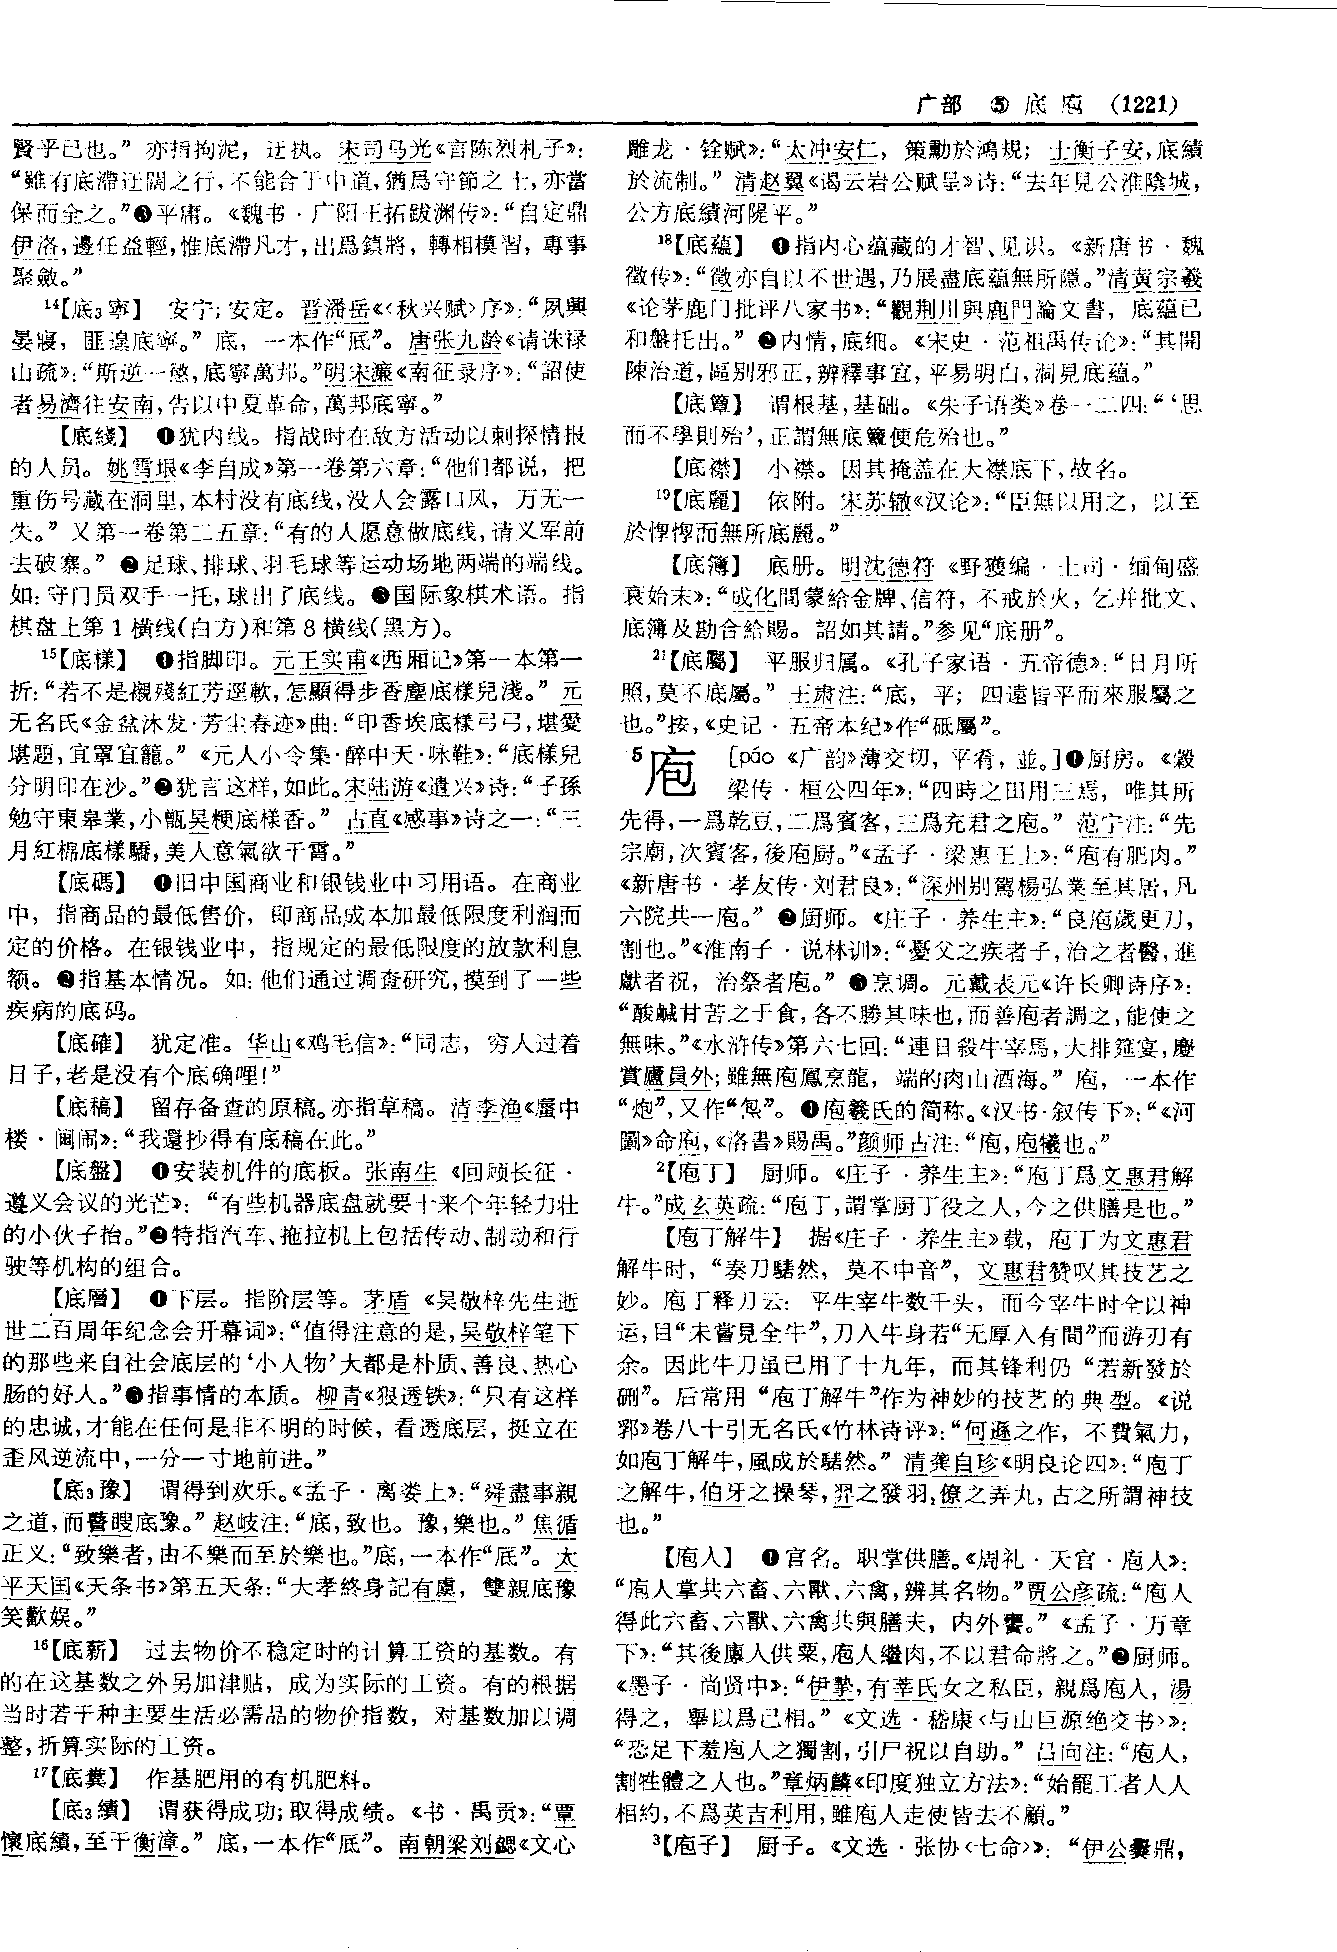 广部 ⑤ 底 庖 (1221)
賢乎已也。”亦指拘泥，迂执。宋司马光《言陈烈札子》：
“雖有底滯迂闊之行，不能合于中道，猶爲守節之士，亦當
保而全之。”❸平庸。《魏书·广阳王拓跋渊传》：“自定鼎
伊洛，邊任益輕，惟底滯凡才，出爲鎮將，轉相模習，專事
聚斂。”
14【底3寧】 安宁；安定。晋潘岳《〈秋兴赋〉序》：“夙興
晏寢，匪遑底寧。”底，一本作“厎”。唐张九龄《请诛禄
山疏》：“斯逆一殄，底寧萬邦。”明宋濂《南征录序》：“詔使
者易濟往安南，告以中夏革命，萬邦底寧。”
【底綫】 ❶犹内线。指战时在敌方活动以刺探情报
的人员。姚雪垠《李自成》第一卷第六章：“他们都说，把
重伤号藏在洞里，本村没有底线，没人会露口风，万无一
失。”又第一卷第二五章：“有的人愿意做底线，请义军前
去破寨。”❷足球、排球、羽毛球等运动场地两端的端线。
如：守门员双手一托，球出了底线。❸国际象棋术语。指
棋盘上第1横线(白方)和第8横线(黑方)。
15【底樣】 ❶指脚印。元王实甫《西厢记》第一本第一
折：“若不是襯殘紅芳逕軟，怎顯得步香塵底樣兒淺。”元
无名氏《金盆沐发·芳尘春迹》曲：“印香埃底樣弓弓，堪愛
堪題，宜罩宜籠。”《元人小令集·醉中天·咏鞋》：“底樣兒
分明印在沙。”❷犹言这样，如此。宋陆游《遣兴》诗：“子孫
勉守東皋業，小甑吴粳底樣香。”古直《感事》诗之一：“三
月紅棉底樣驕，美人意氣欲干霄。”
【底碼】 ❶旧中国商业和银钱业中习用语。在商业
中，指商品的最低售价，即商品成本加最低限度利润而
定的价格。在银钱业中，指规定的最低限度的放款利息
额。❷指基本情况。如：他们通过调查研究，摸到了一些
疾病的底码。
【底確】 犹定准。华山《鸡毛信》：“同志，穷人过着
日子，老是没有个底确哩！”
【底稿】 留存备查的原稿。亦指草稿。清李渔《蜃中
楼·阃闹》：“我還抄得有底稿在此。”
【底盤】 ❶安装机件的底板。张南生《回顾长征·
遵义会议的光芒》：“有些机器底盘就要十来个年轻力壮
的小伙子抬。”❷特指汽车、拖拉机上包括传动、制动和行
驶等机构的组合。
【底層】 ❶下层。指阶层等。茅盾《吴敬梓先生逝
世二百周年纪念会开幕词》：“值得注意的是，吴敬梓笔下
的那些来自社会底层的‘小人物’大都是朴质、善良、热心
肠的好人。”❷指事情的本质。柳青《狠透铁》：“只有这样
的忠诚，才能在任何是非不明的时候，看透底层，挺立在
歪风逆流中，一分一寸地前进。”
【底3豫】 谓得到欢乐。《孟子·离娄上》：“舜盡事親
之道，而瞽瞍底豫。”赵岐注：“底，致也。豫，樂也。”焦循
正义：“致樂者，由不樂而至於樂也。”底，一本作“厎”。太
平天国《天条书》第五天条：“大孝終身記有虞，雙親底豫
笑歡娱。”
16【底薪】 过去物价不稳定时的计算工资的基数。有
的在这基数之外另加津贴，成为实际的工资。有的根据
当时若干种主要生活必需品的物价指数，对基数加以调
整，折算实际的工资。
17【底糞】 作基肥用的有机肥料。
【底3績】 谓获得成功；取得成绩。《书·禹贡》：“覃
懷底績，至于衡漳。”底，一本作“厎”。南朝梁刘勰《文心
雕龙·铨赋》：“太冲安仁，策勳於鴻規；士衡子安，底績
於流制。”清赵翼《谒云岩公赋呈》诗：“去年見公淮陰城，
公方底績河隄平。”
18【底蘊】 ❶指内心蕴藏的才智、见识。《新唐书·魏
徵传》：“徵亦自以不世遇，乃展盡底蘊無所隱。”清黄宗羲
《论茅鹿门批评八家书》：“觀荆川與鹿門論文書，底蘊已
和盤托出。”❷内情，底细。《宋史·范祖禹传论》：“其開
陳治道，區别邪正，辨釋事宜，平易明白，洞見底蘊。”
【底簟】 谓根基，基础。《朱子语类》卷一二四：“‘思
而不學則殆’，正謂無底簟便危殆也。”
【底襟】 小襟。因其掩盖在大襟底下，故名。
19【底麗】 依附。宋苏辙《汉论》：“臣無以用之，以至
於惸惸而無所底麗。”
【底簿】 底册。明沈德符《野獲编·土司·缅甸盛
衰始末》：“成化間蒙給金牌、信符，不戒於火，乞并批文、
底簿及勘合給賜。詔如其請。”参见“底册”。
21【底屬】 平服归属。《孔子家语·五帝德》：“日月所
照，莫不底屬。”王肃注：“底，平；四遠皆平而來服屬之
也。”按，《史记·五帝本纪》作“砥屬”。
5庖 [páo 《广韵》薄交切，平肴，並。]❶厨房。《穀
梁传·桓公四年》：“四時之田用三焉，唯其所
先得，一爲乾豆，二爲賓客，三爲充君之庖。”范宁注：“先
宗廟，次賓客，後庖厨。”《孟子·梁惠王上》：“庖有肥肉。”
《新唐书·孝友传·刘君良》：“深州别駕楊弘業至其居，凡
六院共一庖。”❷厨师。《庄子·养生主》：“良庖歲更刀，
割也。”《淮南子·说林训》：“憂父之疾者子，治之者醫，進
獻者祝，治祭者庖。”❸烹调。元戴表元《许长卿诗序》：
“酸鹹甘苦之于食，各不勝其味也，而善庖者調之，能使之
無味。”《水浒传》第六七回：“連日殺牛宰馬，大排筵宴，慶
賞盧員外；雖無庖鳳烹龍，端的肉山酒海。”庖，一本作
“炮”，又作“炰”。❹庖羲氏的简称。《汉书·叙传下》：“《河
圖》命庖，《洛書》賜禹。”颜师古注：“庖，庖犧也。”
2【庖丁】 厨师。《庄子·养生主》：“庖丁爲文惠君解
牛。”成玄英疏：“庖丁，謂掌厨丁役之人，今之供膳是也。”
【庖丁解牛】 据《庄子·养生主》载，庖丁为文惠君
解牛时，“奏刀騞然，莫不中音”，文惠君赞叹其技艺之
妙。庖丁释刀云：平生宰牛数千头，而今宰牛时全以神
运，目“未嘗見全牛”，刀入牛身若“无厚入有間”而游刃有
余。因此牛刀虽已用了十九年，而其锋利仍“若新發於
硎”。后常用“庖丁解牛”作为神妙的技艺的典型。《说
郛》卷八十引无名氏《竹林诗评》：“何遜之作，不費氣力，
如庖丁解牛，風成於騞然。”清龚自珍《明良论四》：“庖丁
之解牛，伯牙之操琴，羿之發羽，僚之弄丸，古之所謂神技
也。”
【庖人】 ❶官名。职掌供膳。《周礼·天官·庖人》：
“庖人掌共六畜、六獸、六禽，辨其名物。”贾公彦疏：“庖人
得此六畜、六獸、六禽共與膳夫，内外饔。”《孟子·万章
下》：“其後廩人供粟，庖人繼肉，不以君命將之。”❷厨师。
《墨子·尚贤中》：“伊摯，有莘氏女之私臣，親爲庖人，湯
得之，舉以爲己相。”《文选·嵇康〈与山巨源绝交书〉》：
“恐足下羞庖人之獨割，引尸祝以自助。”吕向注：“庖人，
割牲體之人也。”章炳麟《印度独立方法》：“始罷工者人人
相約，不爲英吉利用，雖庖人走使皆去不顧。”
3【庖子】 厨子。《文选·张协〈七命〉》：“伊公爨鼎，